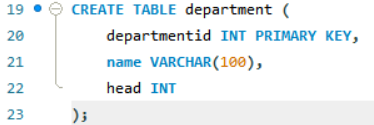 19 CREATE TABLE department (
20 departmentid INT PRIMARY KEY,
21 name VARCHAR(100),
22 head INT
23 );